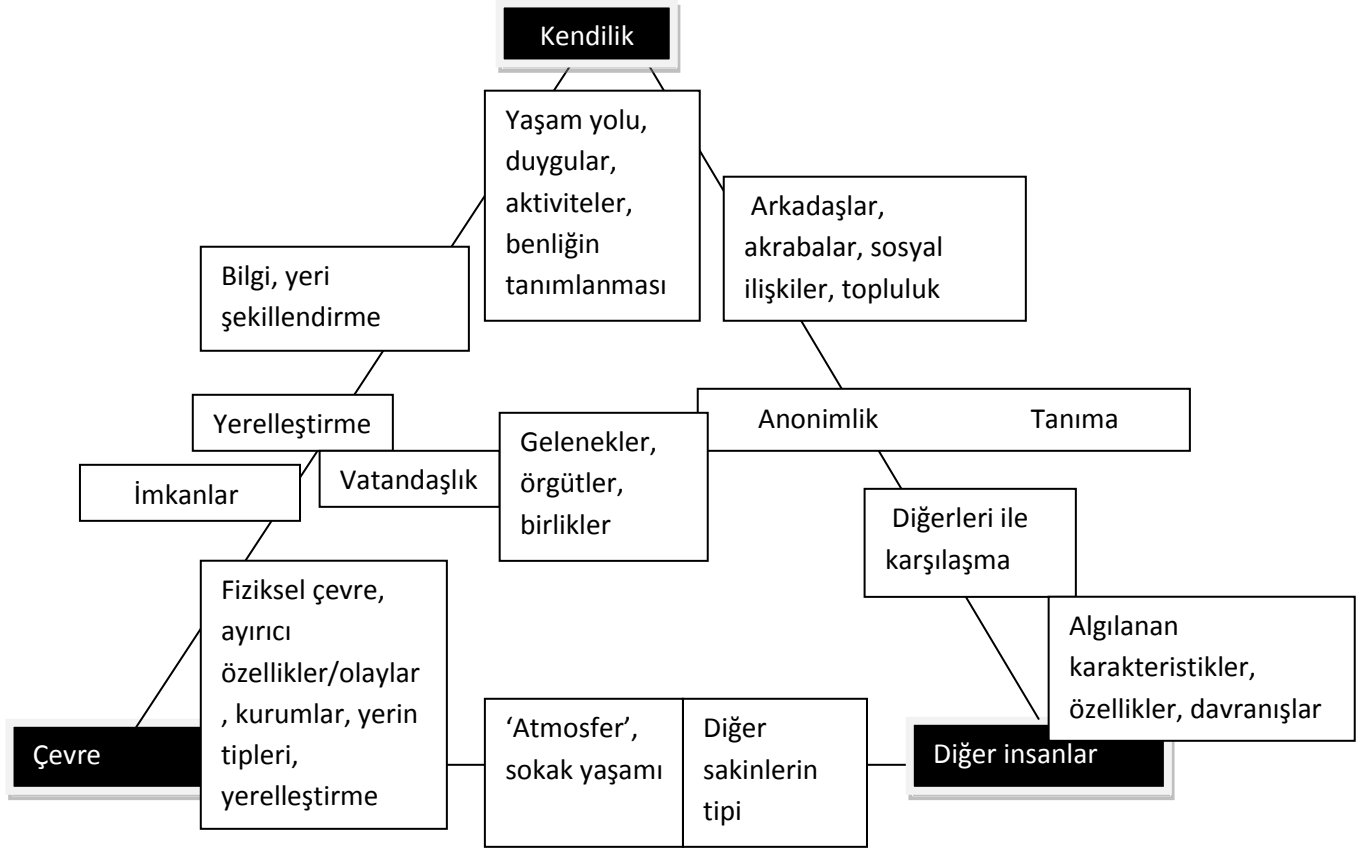 Kendilik
Yaşam yolu,
duygular,
aktiviteler,
benliğin
tanımlanması
Arkadaşlar,
akrabalar, sosyal
ilişkiler, topluluk
Bilgi, yeri
şekillendirme
Yerelleştirme
Anonimlik Tanıma
Gelenekler,
örgütler,
birlikler
Vatandaşlık
İmkanlar
Diğerleri ile
karşılaşma
Fiziksel çevre,
ayırıcı
özellikler/olaylar
, kurumlar, yerin
tipleri,
yerelleştirme
Algılanan
karakteristikler,
özellikler, davranışlar
Çevre
‘Atmosfer’,
sokak yaşamı
Diğer
sakinlerin
tipi
Diğer insanlar